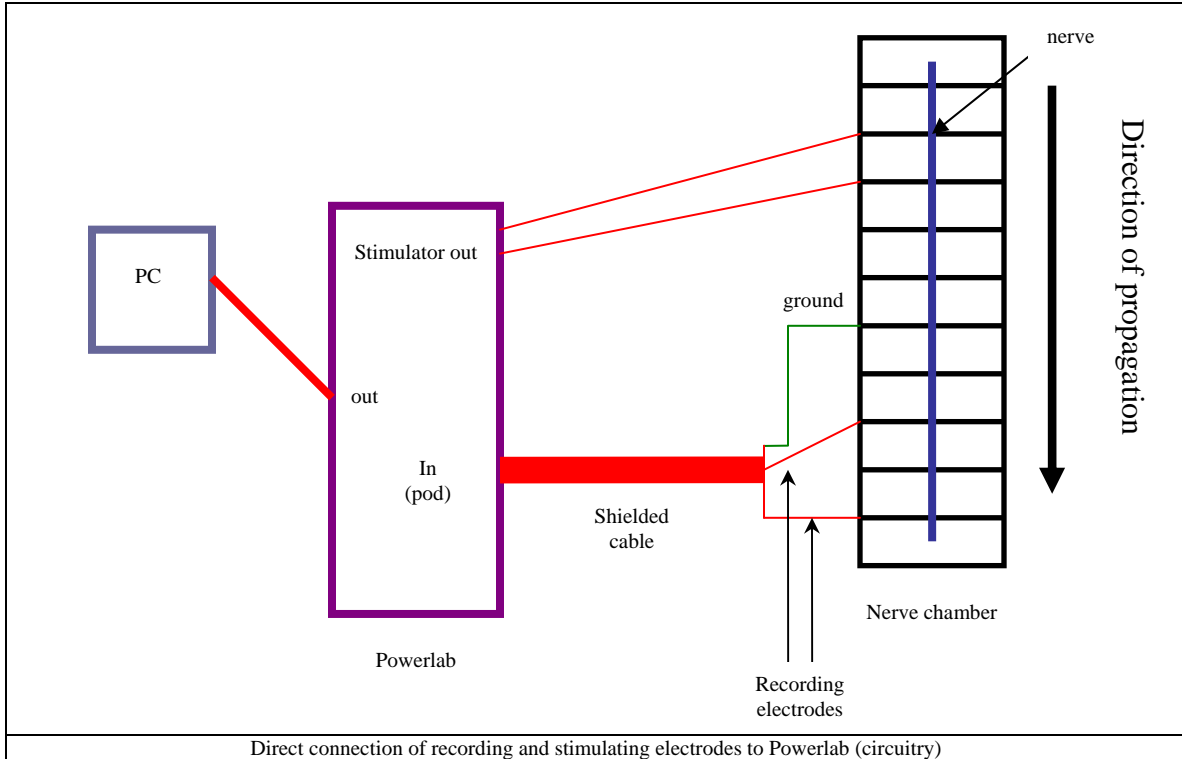 nerve
Direction of propagation
Stimulator out
PC
ground
out
In
(pod)
Shielded
cable
Nerve chamber
Powerlab
Recording
electrodes
Direct connection of recording and stimulating electrodes to Powerlab (circuitry)